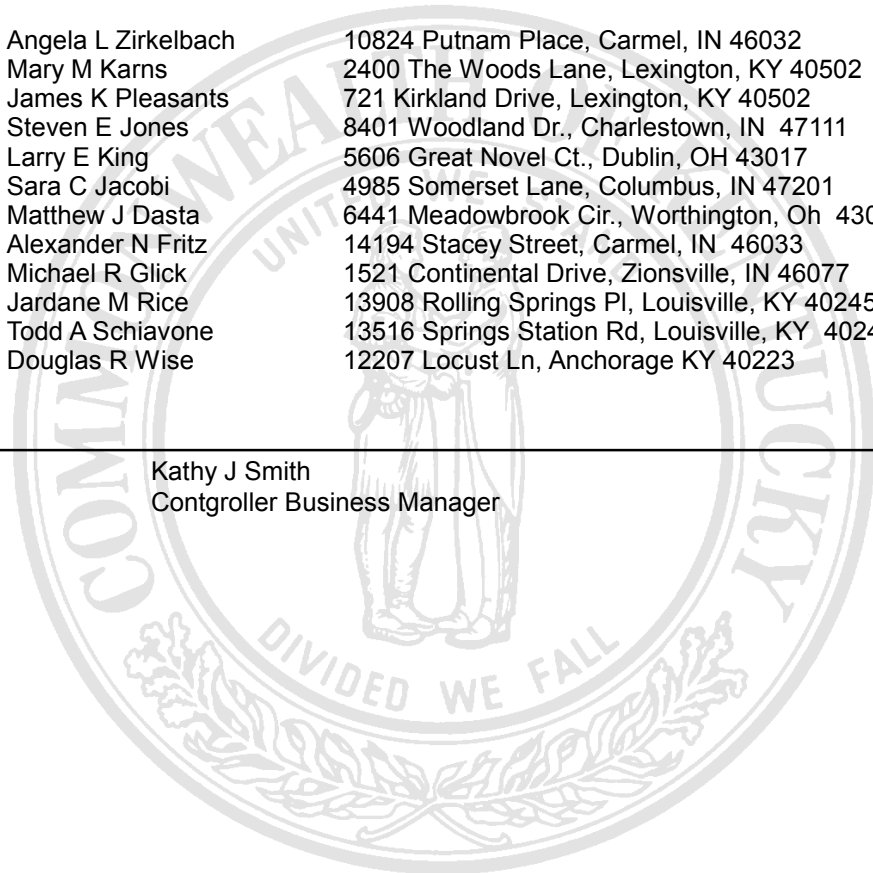 Angela L Zirkelbach 10824 Putnam Place, Carmel, IN 46032
Mary M Karns 2400 The Woods Lane, Lexington, KY 40502
James K Pleasants 721 Kirkland Drive, Lexington, KY 40502
Steven E Jones 8401 Woodland Dr., Charlestown, IN 47111
Larry E King 5606 Great Novel Ct., Dublin, OH 43017
Sara C Jacobi 4985 Somerset Lane, Columbus, IN 47201
Matthew J Dasta 6441 Meadowbrook Cir., Worthington, Oh
Alexander N Fritz 14194 Stacey Street, Carmel, IN 46033
Michael R Glick 1521 Continental Drive, Zionsville, IN 46077
Jardane M Rice 13908 Rolling Springs Pl, Louisville, KY 40245
Todd A Schiavone 13516 Springs Station Rd, Louisville, KY
Douglas R Wise 12207 Locust Ln, Anchorage KY 40223
Kathy J Smith
Contgroller Business Manager
COMMONWEALTH OF KENTUCKY
UNITED WE STAND
DIVIDED WE FALL